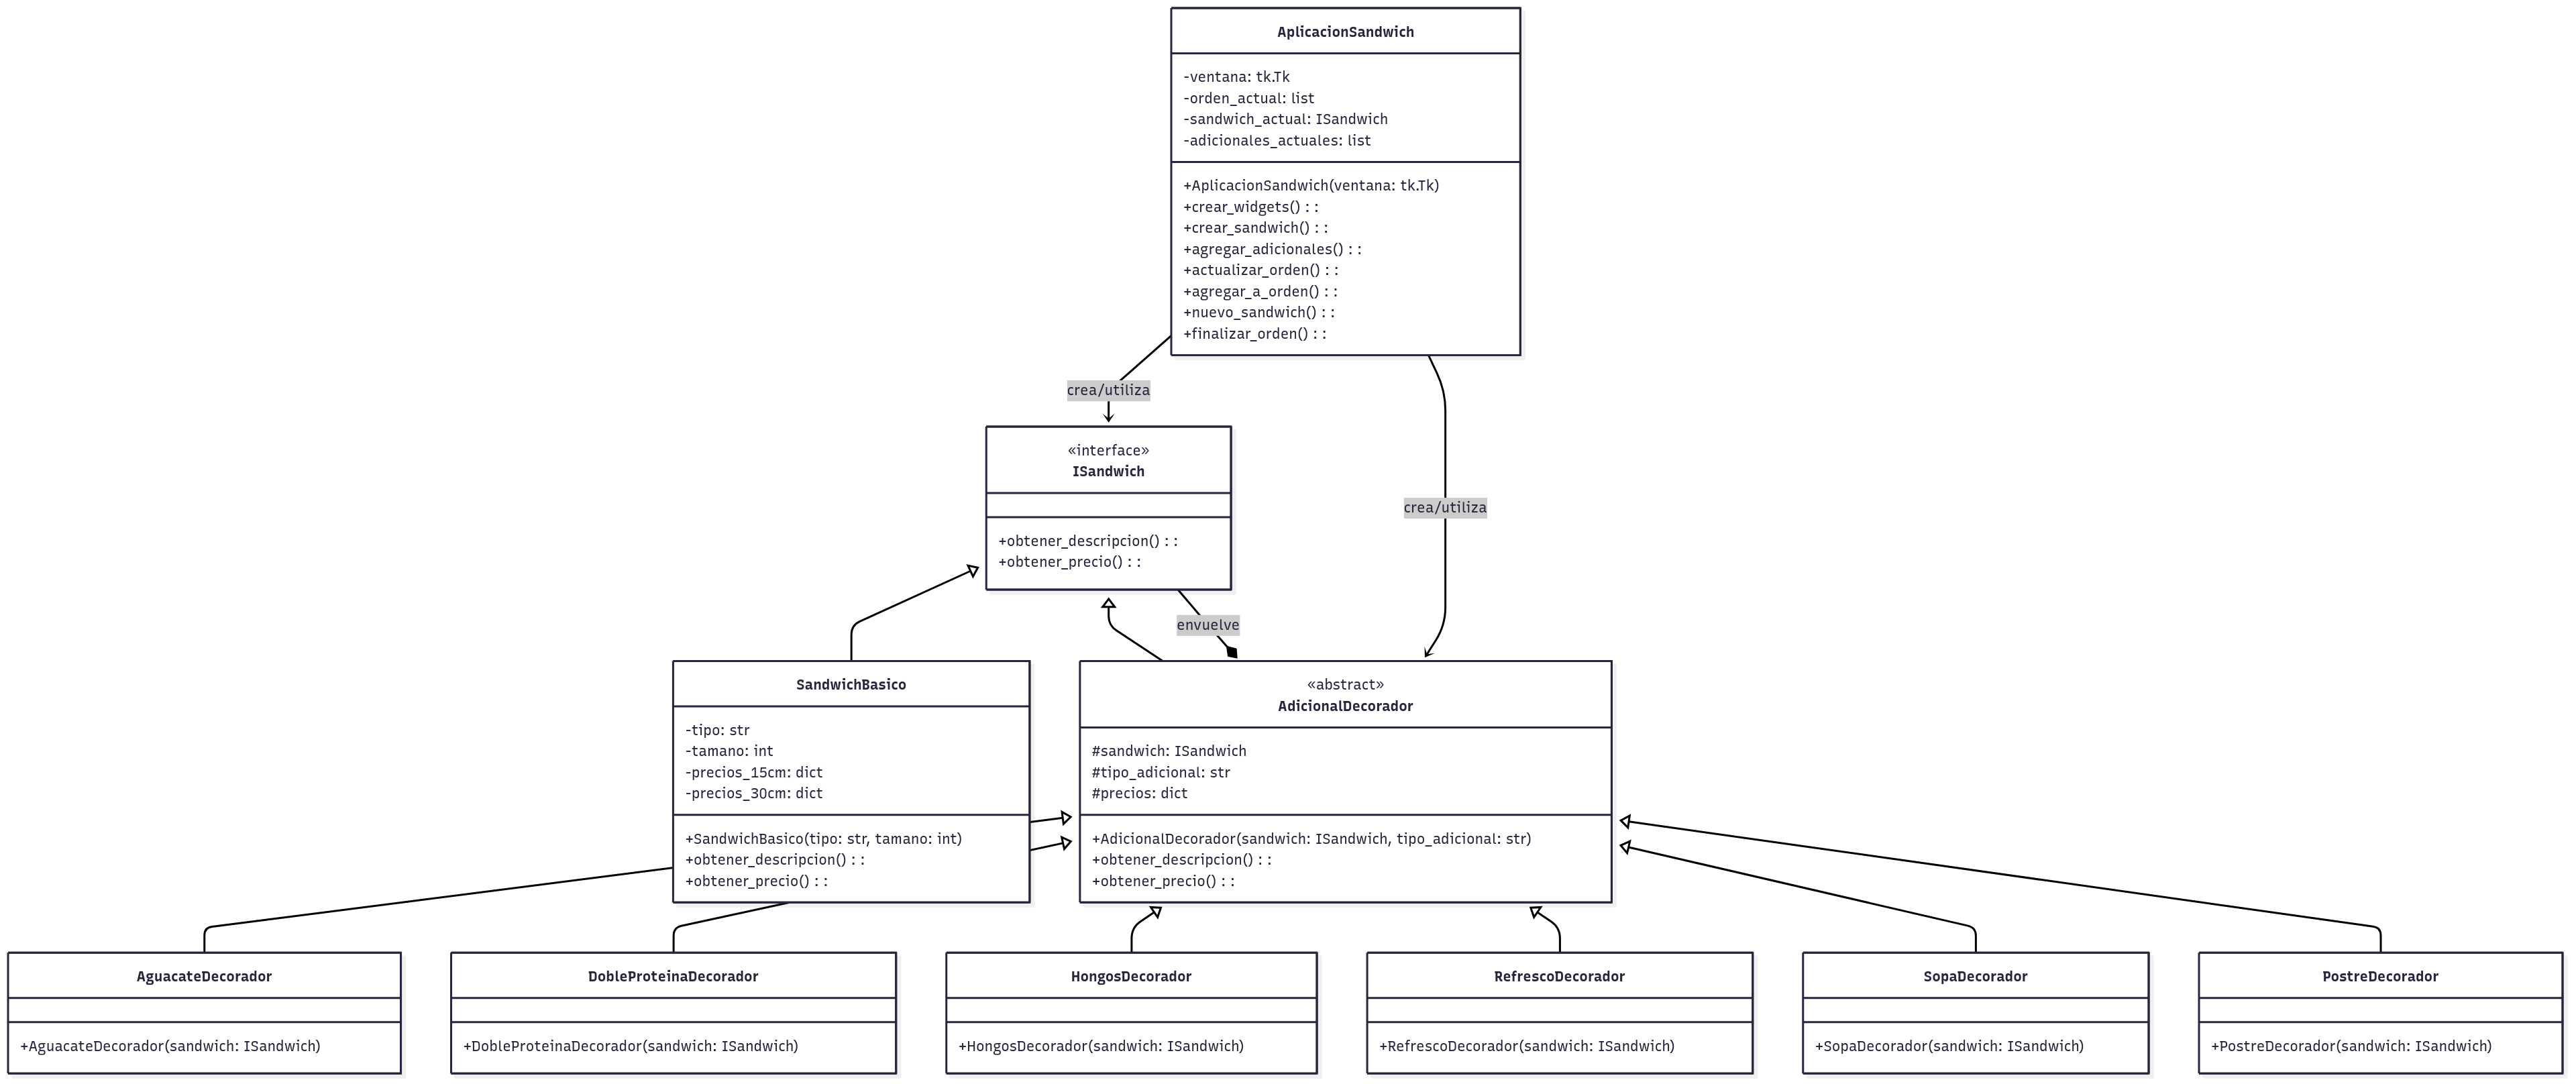 AplicacionSandwich
-ventana: tk.Tk
-orden_actual: list
-sandwich_actual: ISandwich
-adicionales_actuales: list
+AplicacionSandwich(ventana: tk.Tk)
+crear_widgets() : :
+crear_sandwich() : :
+agregar_adicionales() : :
+actualizar_orden() : :
+agregar_a_orden() : :
+nuevo_sandwich() : :
+finalizar_orden() : :
crea/utiliza
«interface»
ISandwich
+obtener_descripcion() : :
+obtener_precio() : :
crea/utiliza
envuelve
SandwichBasico
-tipo: str
-tamano: int
-precios_15cm: dict
-precios_30cm: dict
+SandwichBasico(tipo: str, tamano: int)
+obtener_descripcion() : :
+obtener_precio() : :
«abstract»
AdicionalDecorador
#sandwich: ISandwich
#tipo_adicional: str
#precios: dict
+AdicionalDecorador(sandwich: ISandwich, tipo_adicional: str)
+obtener_descripcion() : :
+obtener_precio() : :
AguacateDecorador
+AguacateDecorador(sandwich: ISandwich)
DobleProteinaDecorador
+DobleProteinaDecorador(sandwich: ISandwich)
HongosDecorador
+HongosDecorador(sandwich: ISandwich)
RefrescoDecorador
+RefrescoDecorador(sandwich: ISandwich)
SopaDecorador
+SopaDecorador(sandwich: ISandwich)
PostreDecorador
+PostreDecorador(sandwich: ISandwich)